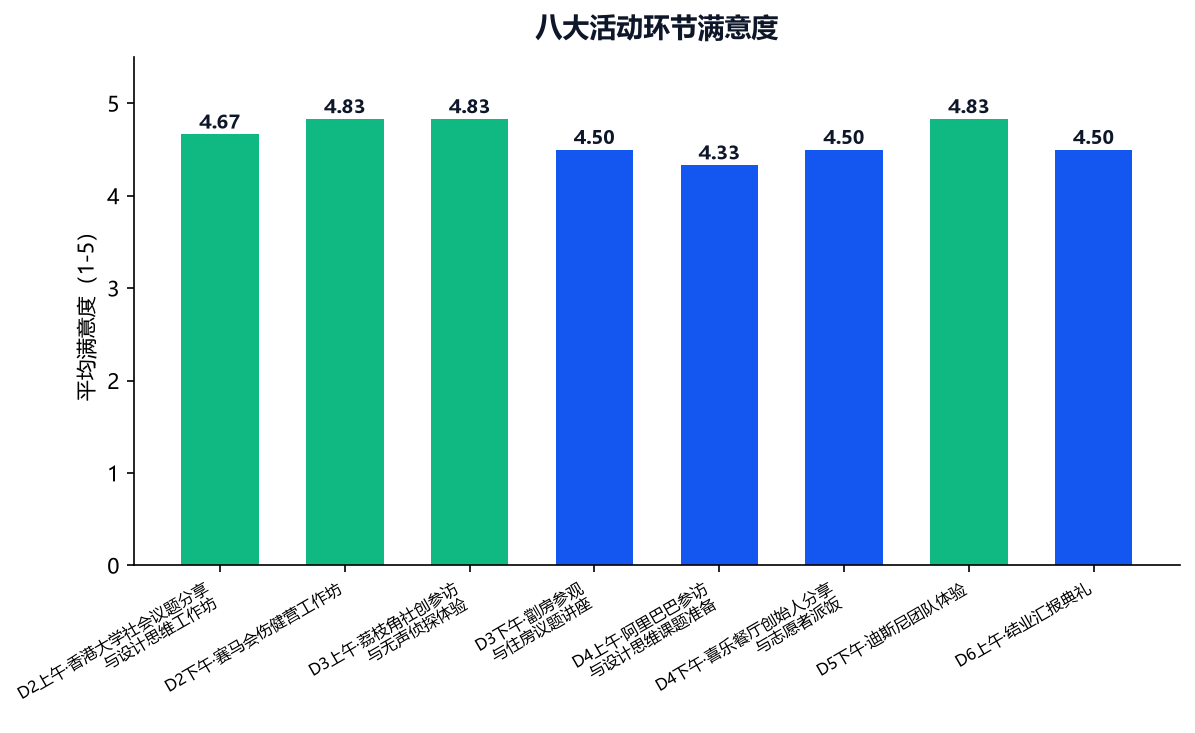 八大活动环节满意度
平均满意度（1-5）
5
4
3
2
1
0
4.67
4.83
4.83
4.50
4.33
4.50
4.83
4.50
D2上午·香港大学社会议题分享
与设计思维工作坊
D2下午·赛马会伤健营工作坊
D3上午·荔枝角社创参访
与无声侦探体验
D3下午·劏房参观
与住房议题讲座
D4上午·阿里巴巴参访
与设计思维课题准备
D4下午·喜乐餐厅创始人分享
与志愿者派饭
D5下午·迪斯尼团队体验
D6上午·结业汇报典礼